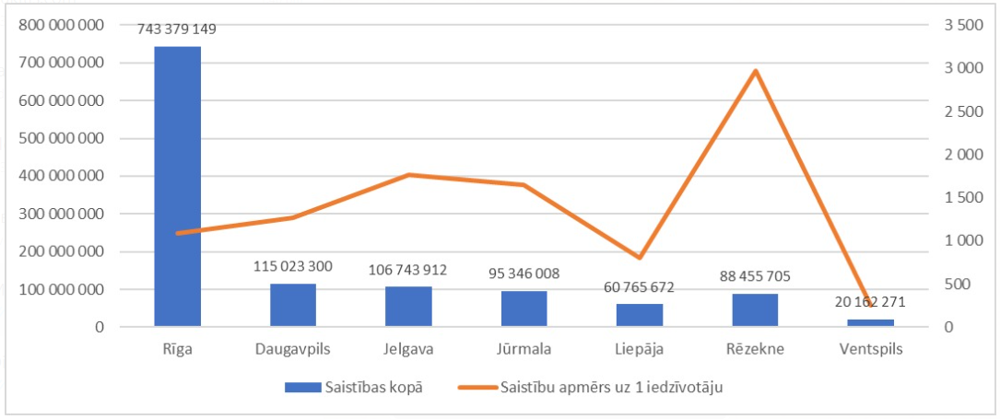 800 000 000
700 000 000
600 000 000
500 000 000
400 000 000
300 000 000
200 000 000
100 000 000
0
743 379 149
115 023 300
106 743 912
95 346 008
60 765 672
88 455 705
20 162 271
3 500
3 000
2 500
2 000
1 500
1 000
500
0
Rīga Daugavpils Jelgava Jūrmala Liepāja Rēzekne Ventspils
Saistības kopā Saistību apmērs uz 1 iedzīvotāju